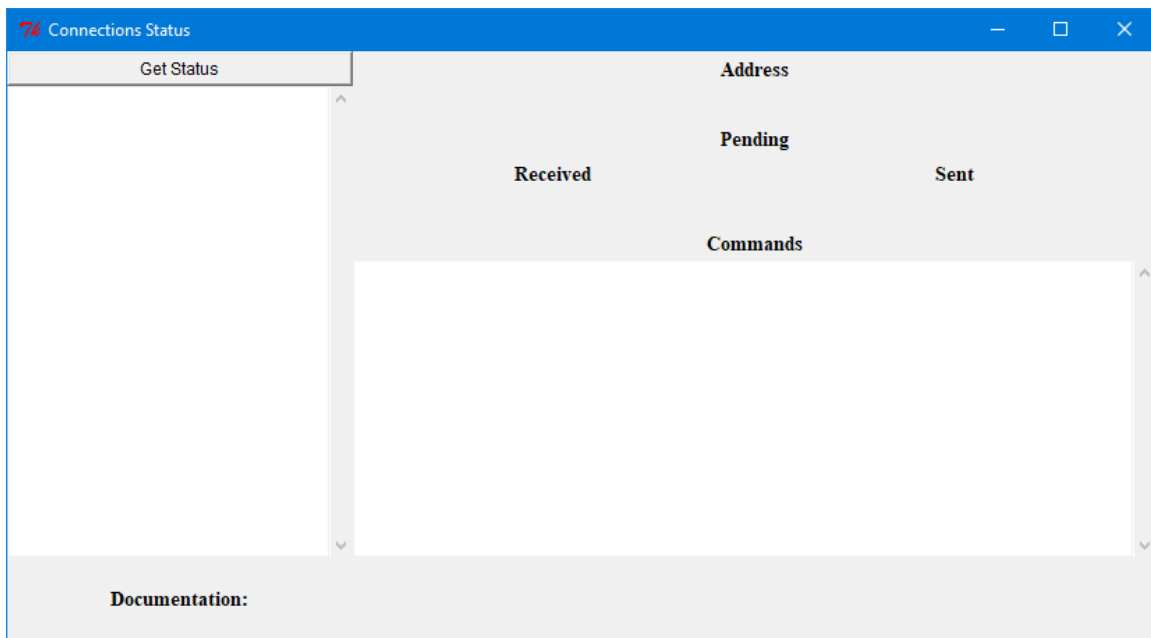 Connections Status
Get Status
Address
Pending
Received Sent
Commands
Documentation: